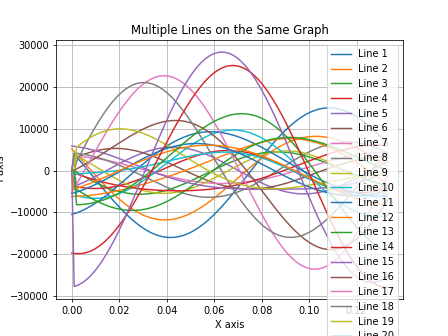 Multiple Lines on the Same Graph
30000
20000
10000
0
-10000
-20000
-30000
0.00
0.02
0.04
0.06
0.08
0.10
X axis
Line 1
Line 2
Line 3
Line 4
Line 5
Line 6
Line 7
Line 8
Line 9
Line 10
Line 11
Line 12
Line 13
Line 14
Line 15
Line 16
Line 17
Line 18
Line 19
Line 20